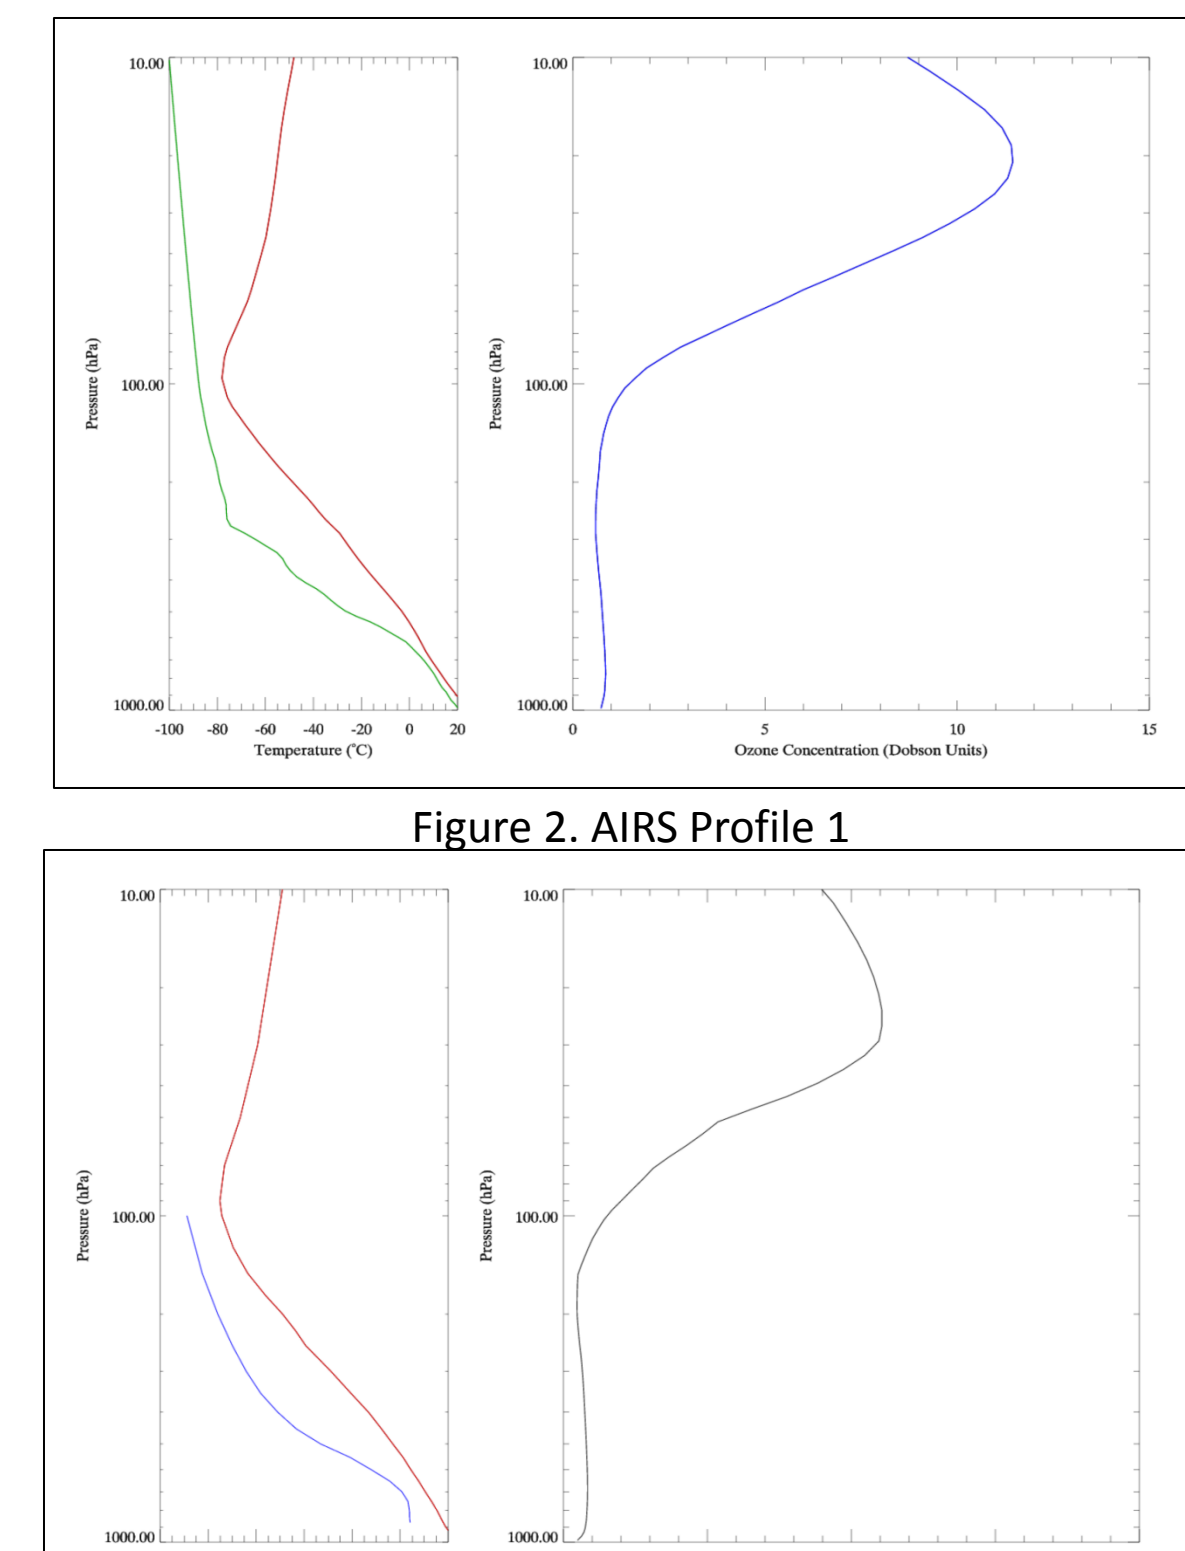 10.00
100.00
1000.00
Pressure (hPa)
-100 -80 -60 -40 -20 0 20
Temperature (°C)
10.00
100.00
1000.00
Pressure (hPa)
0 5 10 15
Ozone Concentration (Dobson Units)
Figure 2. AIRS Profile 1
10.00
100.00
1000.00
Pressure (hPa)
10.00
100.00
1000.00
Pressure (hPa)